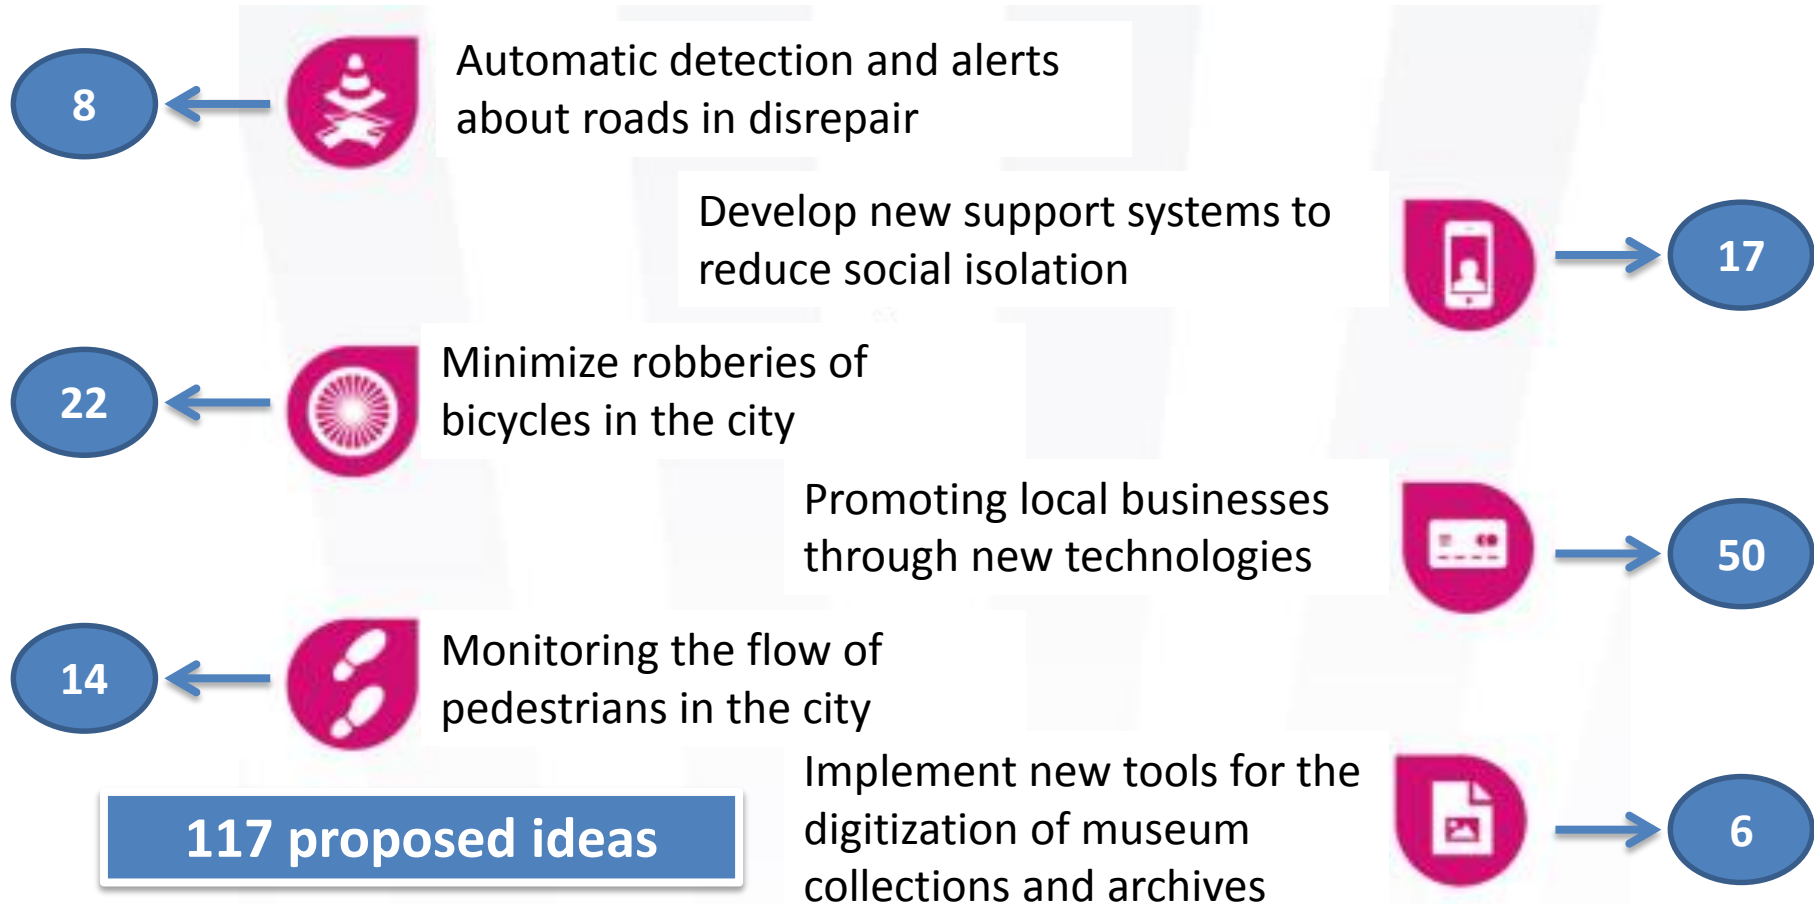 8
Automatic detection and alerts
about roads in disrepair
Develop new support systems to
reduce social isolation
17
22
Minimize robberies of
bicycles in the city
Promoting local businesses
through new technologies
50
14
Monitoring the flow of
pedestrians in the city
117 proposed ideas
Implement new tools for the
digitization of museum
collections and archives
6